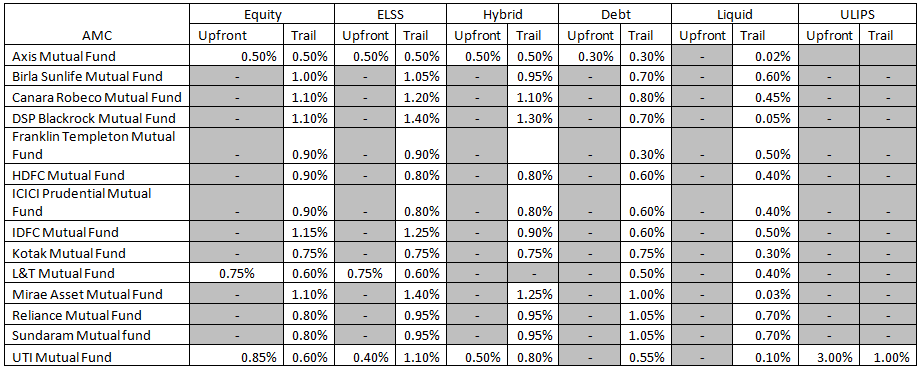 Equity ELSS Hybrid Debt Liquid ULIPS
AMC Upfront Trail Upfront Trail Upfront Trail Upfront Trail Upfront Trail Upfront Trail
Axis Mutual Fund 0.50% 0.50% 0.50% 0.50% 0.50% 0.50% 0.30% 0.30% - 0.02%
Birla Sunlife Mutual Fund - 1.00% - 1.05% - 0.95% - 0.70% - 0.60% - -
Canara Robeco Mutual Fund - 1.10% - 1.20% - 1.10% - 0.80% - 0.45% - -
DSP Blackrock Mutual Fund - 1.10% - 1.40% - 1.30% - 0.70% - 0.05% - -
Franklin Templeton Mutual
Fund - 0.90% - 0.90% - - 0.30% - 0.50% - -
HDFC Mutual Fund - 0.90% - 0.80% - 0.80% - 0.60% - 0.40% - -
ICICI Prudential Mutual
Fund - 0.90% - 0.80% - 0.80% - 0.60% - 0.40% - -
IDFC Mutual Fund - 1.15% - 1.25% - 0.90% - 0.60% - 0.50% - -
Kotak Mutual Fund - 0.75% - 0.75% - 0.75% - 0.75% - 0.30% - -
L&T Mutual Fund 0.75% 0.60% 0.75% 0.60% - - - 0.50% - 0.40% - -
Mirae Asset Mutual Fund - 1.10% - 1.40% - 1.25% - 1.00% - 0.03% - -
Reliance Mutual Fund - 0.80% - 0.95% - 0.95% - 1.05% - 0.70% - -
Sundaram Mutual fund - 0.80% - 0.95% - 0.95% - 1.05% - 0.70% - -
UTI Mutual Fund 0.85% 0.60% 0.40% 1.10% 0.50% 0.80% - 0.55% - 0.10% 3.00% 1.00%